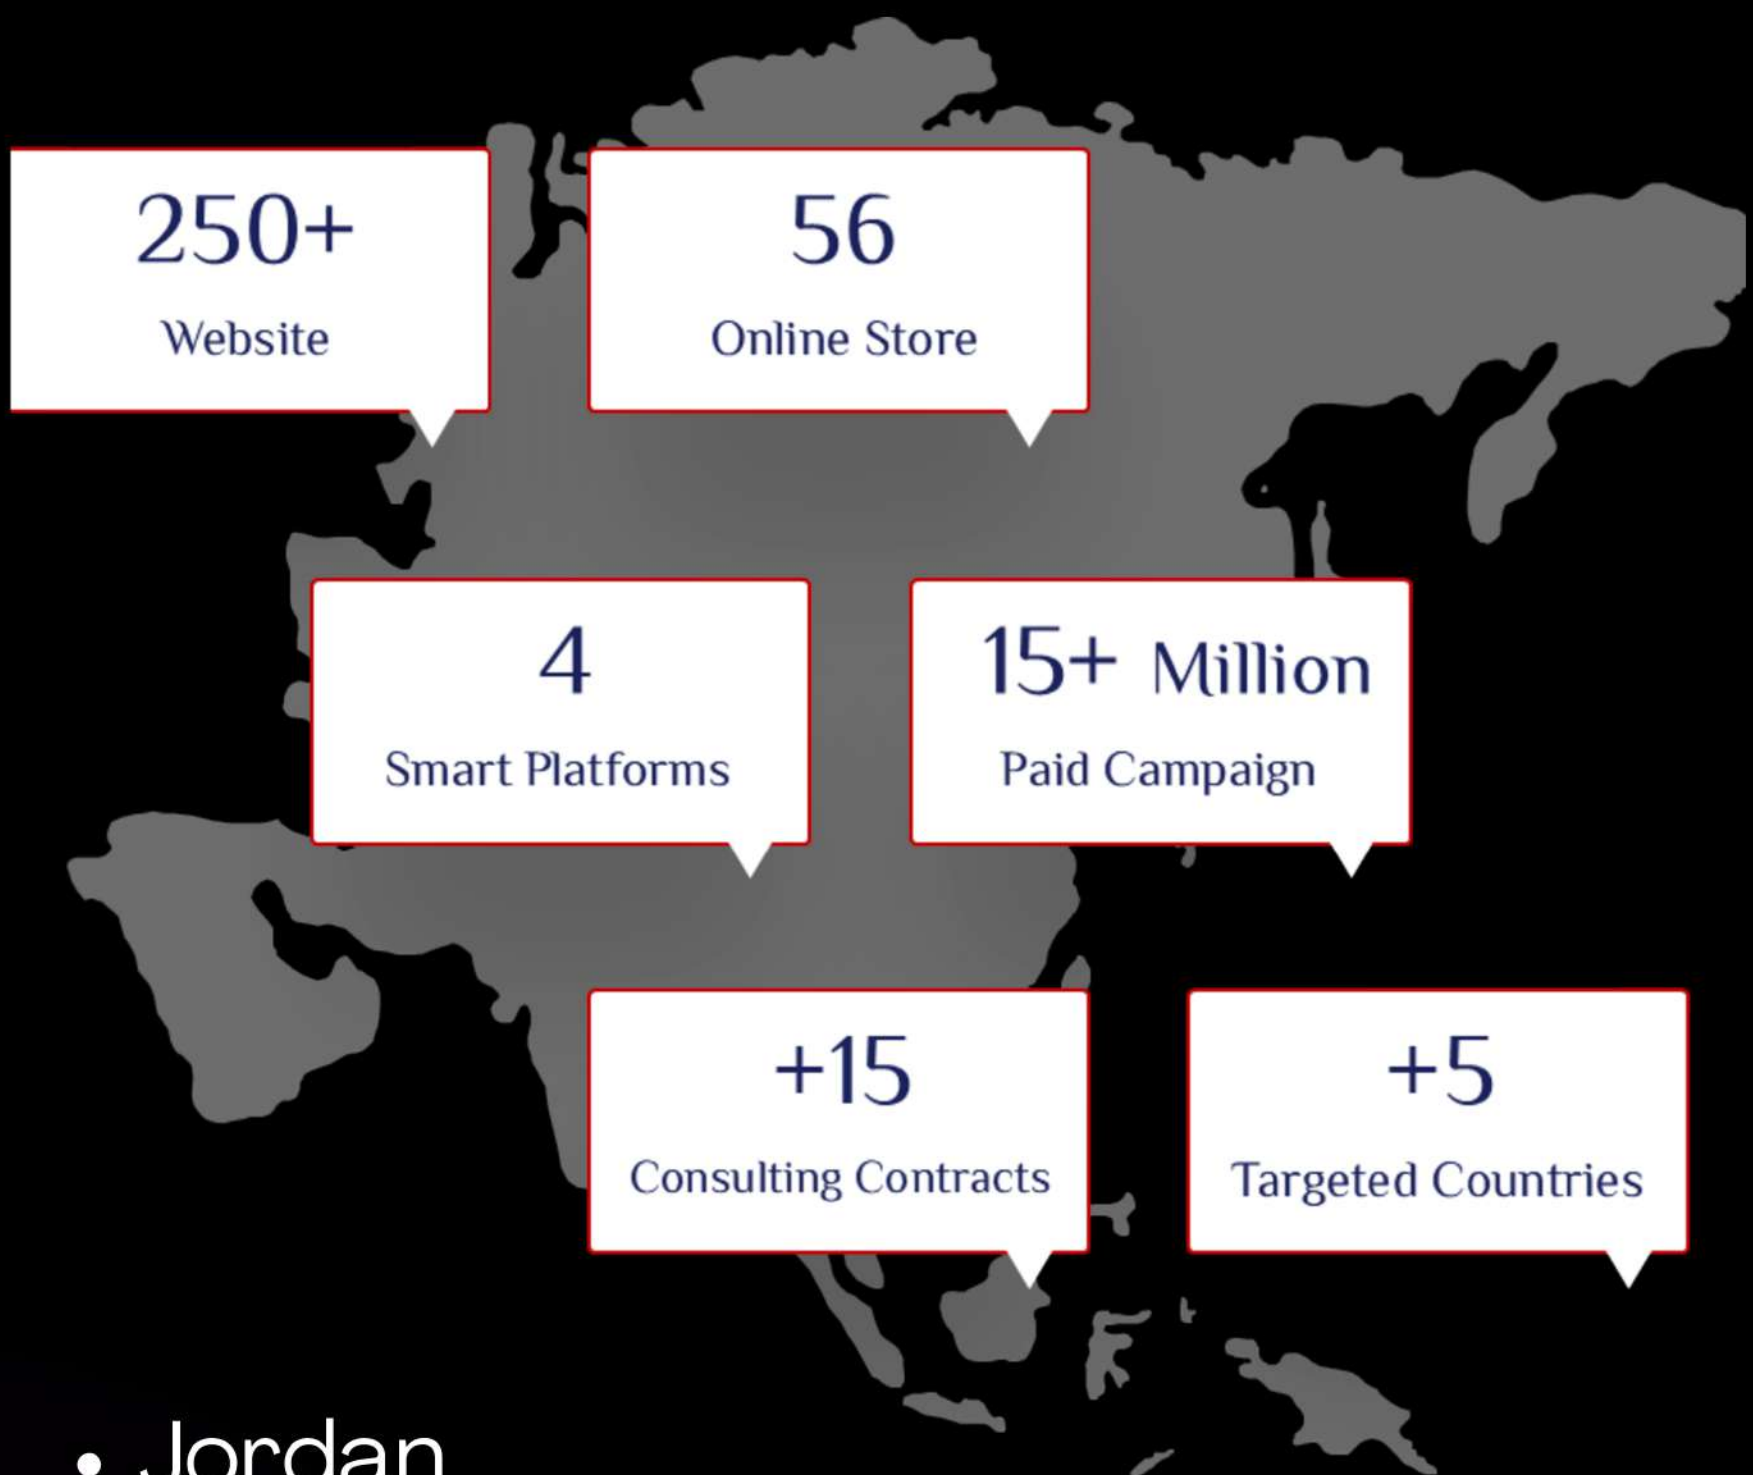 250+
Website
56
Online Store
4
Smart Platforms
15+ Million
Paid Campaign
+15
Consulting Contracts
+5
Targeted Countries
• Jordan